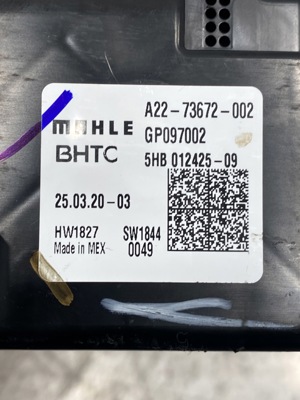 A22-73672-002
MAHLE GP097002
BHTC 5HB 012425-09
25.03.20-03
HW1827 SW1844
Made in MEX 0049